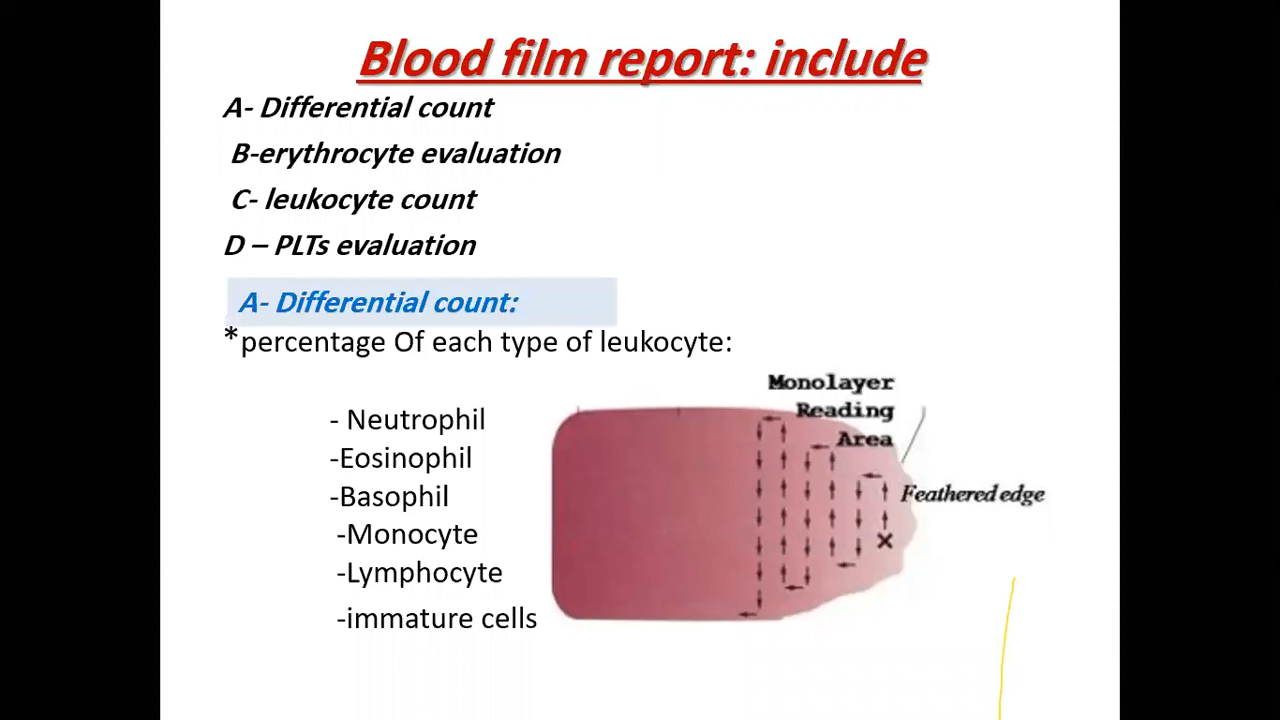 Blood film report: include
A- Differential count
B-erythrocyte evaluation
C- leukocyte count
D – PLTs evaluation
A- Differential count:
*percentage Of each type of leukocyte:
- Neutrophil
-Eosinophil
-Basophil
-Monocyte
-Lymphocyte
-immature cells
Monolayer
Reading
Area
Feathered edge